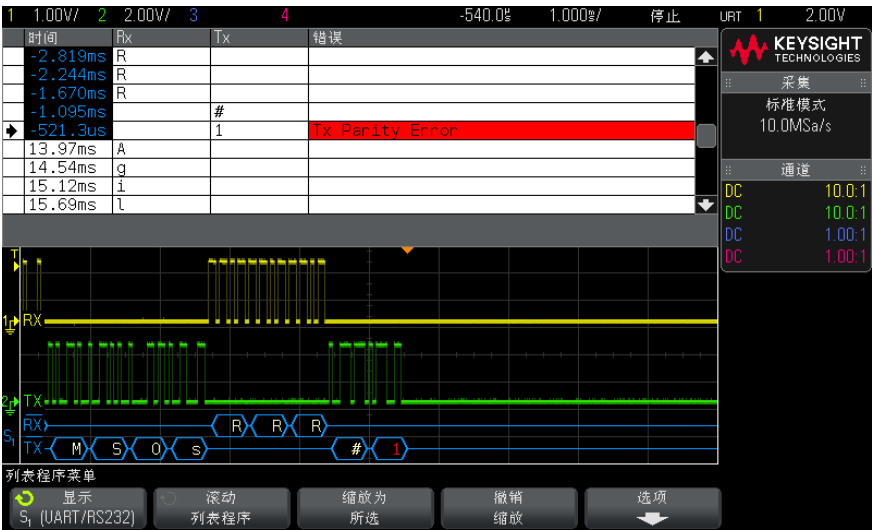 1 1.00V/ 2 2.00V/ 3 4 -540.0us 1.000ms/ 停止 URT 1 2.00V
时间 Rx Tx 错误
-2.819ms R
-2.244ms R
-1.670ms R
-1.095ms #
-521.3us 1 Tx Parity Error
13.97ms A
14.54ms g
15.12ms i
15.69ms l
KEYSIGHT
TECHNOLOGIES
采集
标准模式
10.0MSa/s
通道
DC 10.0:1
DC 10.0:1
DC 1.00:1
DC 1.00:1
T
1 RX
2 TX
S1 RX R R R
TX M S O s # 1
列表程序菜单
显示
S1 (UART/RS232)
滚动
列表程序
缩放为
所选
撤销
缩放
选项